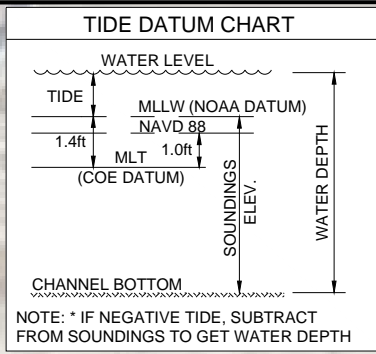 TIDE DATUM CHART
WATER LEVEL
TIDE
MLLW (NOAA DATUM)
NAVD 88
1.4ft
MLT
1.0ft
(COE DATUM)
SOUNDINGS
ELEV.
WATER DEPTH
CHANNEL BOTTOM
NOTE: * IF NEGATIVE TIDE, SUBTRACT
FROM SOUNDINGS TO GET WATER DEPTH